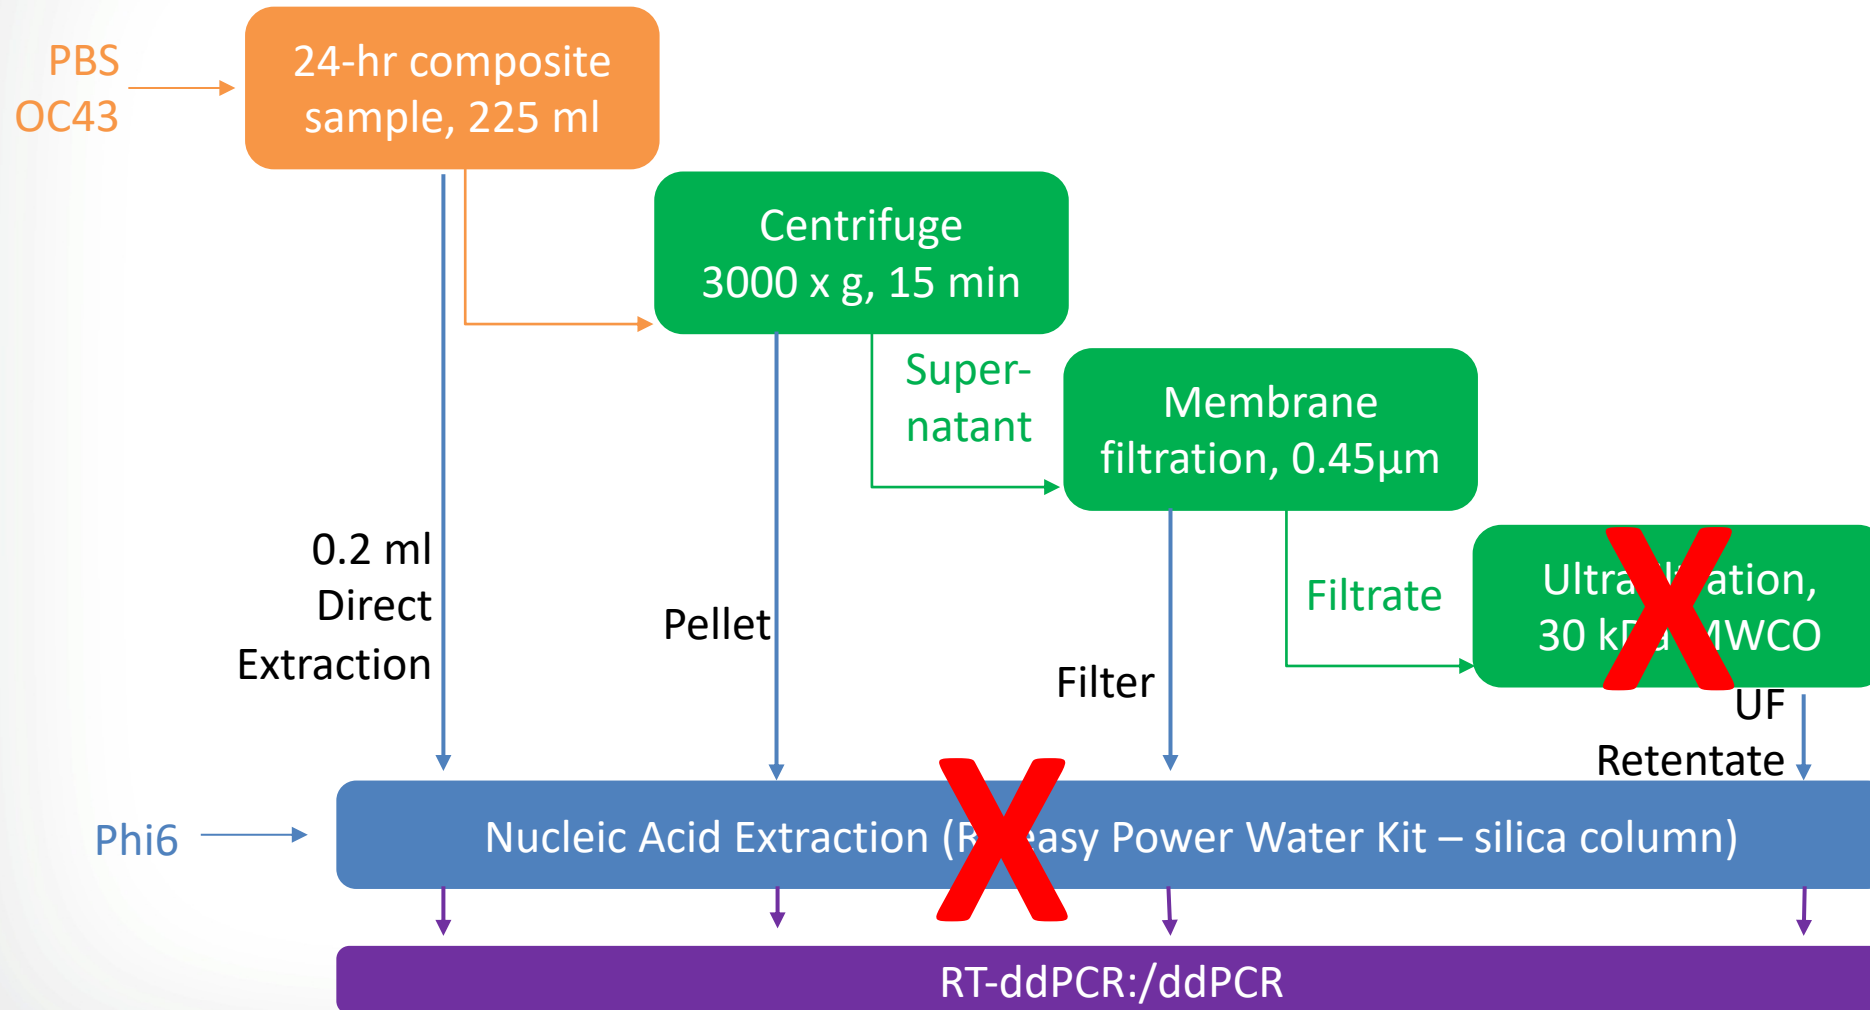 PBS
OC43
24-hr composite
sample, 225 ml
Centrifuge
3000 x g, 15 min
Super-
natant
Membrane
filtration, 0.45µm
0.2 ml
Direct
Extraction
Pellet
Filter
Filtrate
30
UF
Retentate
Phi6
Nucleic Acid Extraction
Power Water Kit – silica column)
RT-ddPCR:/ddPCR